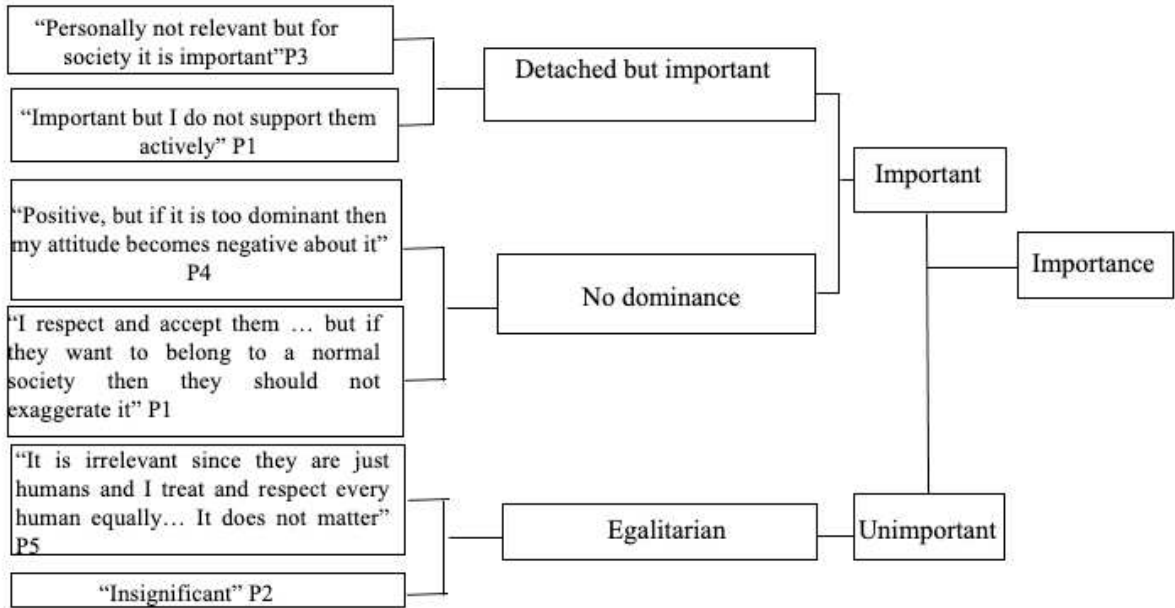 “Personally not relevant but for
society it is important”P3
“Important but I do not support them
actively” P1
“Positive, but if it is too dominant then
my attitude becomes negative about it”
P4
“I respect and accept them … but if
they want to belong to a normal
society then they should not
exaggerate it” P1
“It is irrelevant since they are just
humans and I treat and respect every
human equally… It does not matter”
P5
“Insignificant” P2
Detached but important
No dominance
Egalitarian
Important
Unimportant
Importance